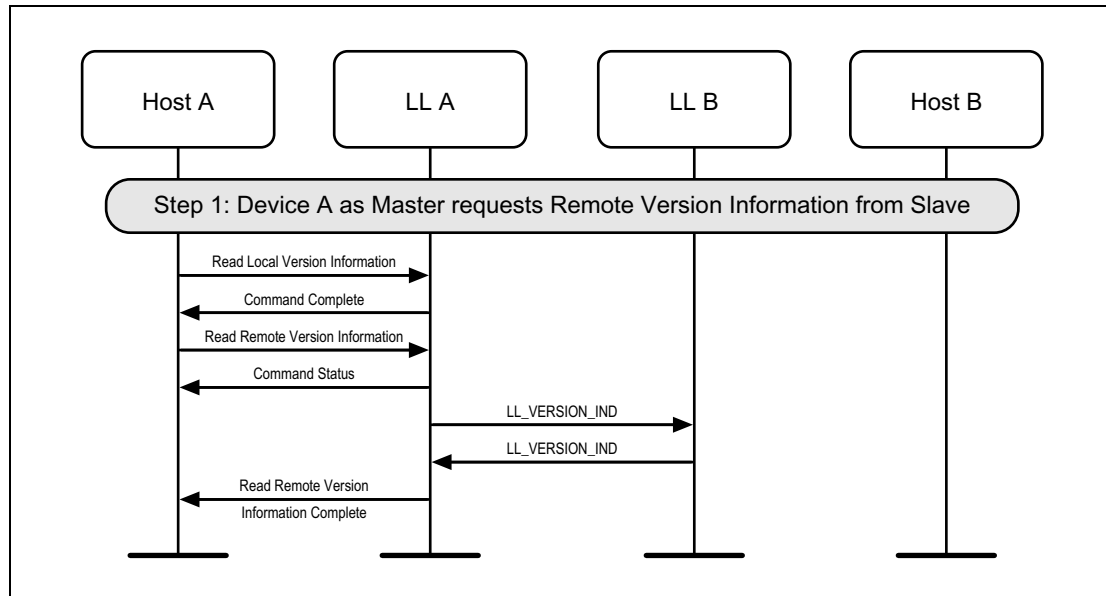 Host A
LL A
LL B
Host B
Step 1: Device A as Master requests Remote Version Information from Slave
Read Local Version Information
Command Complete
Read Remote Version Information
Command Status
LL_VERSION_IND
LL_VERSION_IND
Read Remote Version
Information Complete